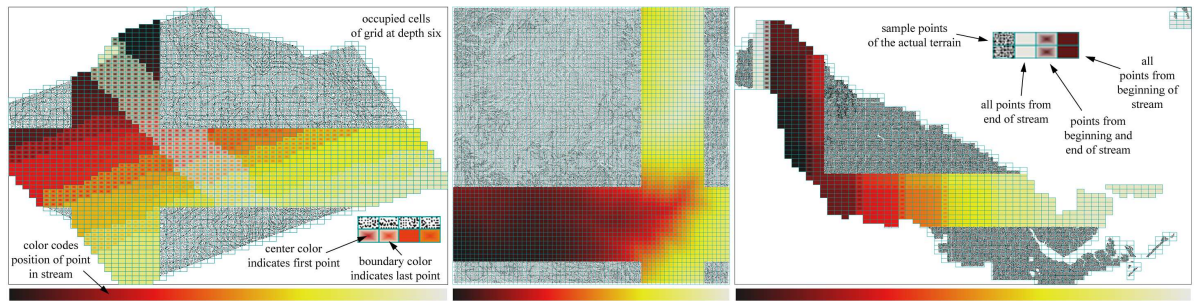 occupied cells
of grid at depth six
center color
indicates first point
boundary color
indicates last point
color codes
position of point
in stream
sample points
of the actual terrain
all
points from
beginning of
stream
all points from
end of stream
points from
beginning and
end of stream